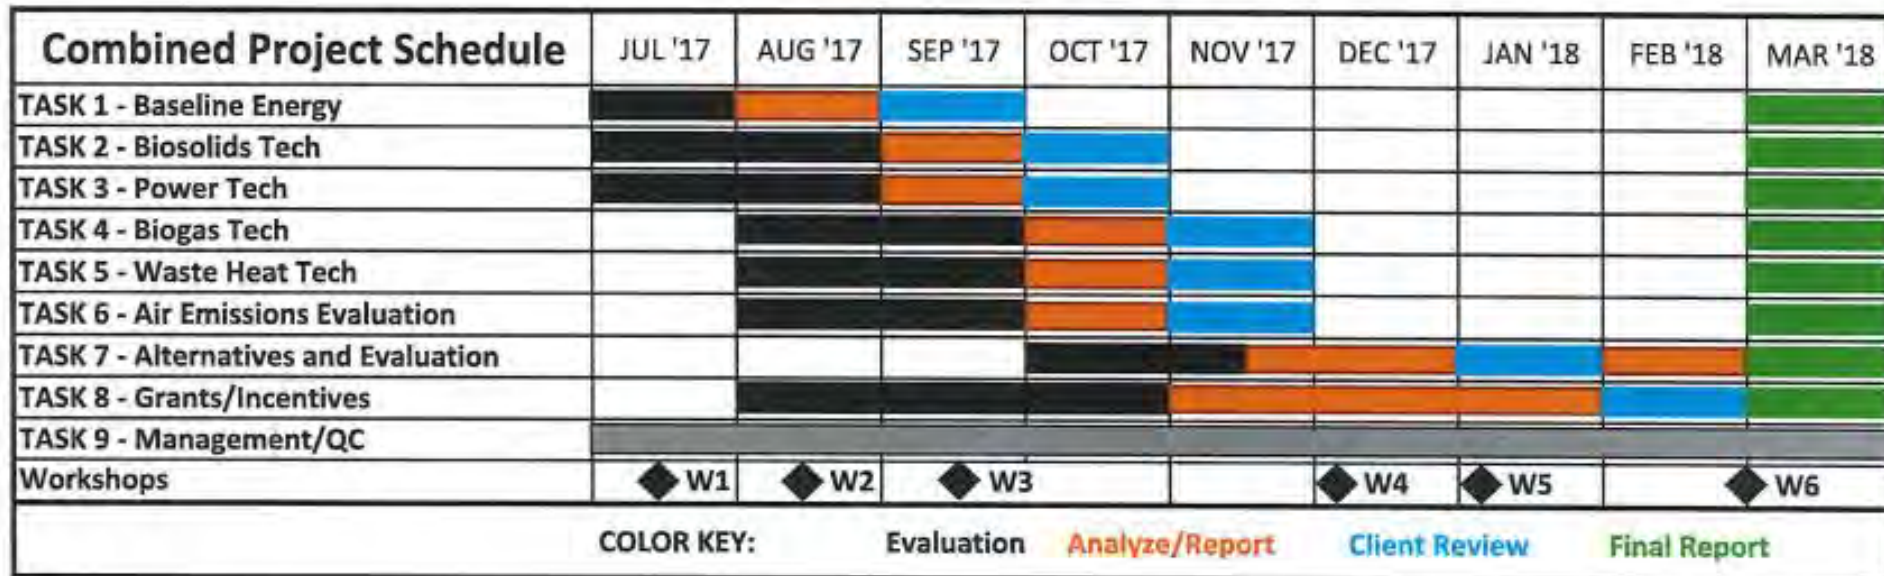 Combined Project Schedule JUL '17 AUG '17 SEP '17 OCT '17 NOV '17 DEC '17 JAN '18 FEB '18 MAR '18
TASK 1 - Baseline Energy
TASK 2 - Biosolids Tech
TASK 3 - Power Tech
TASK 4 - Biogas Tech
TASK 5 - Waste Heat Tech
TASK 6 - Air Emissions Evaluation
TASK 7 - Alternatives and Evaluation
TASK 8 - Grants/Incentives
TASK 9 - Management/QC
Workshops W1 W2 W3 W4 W5 W6
COLOR KEY: Evaluation Analyze/Report Client Review Final Report